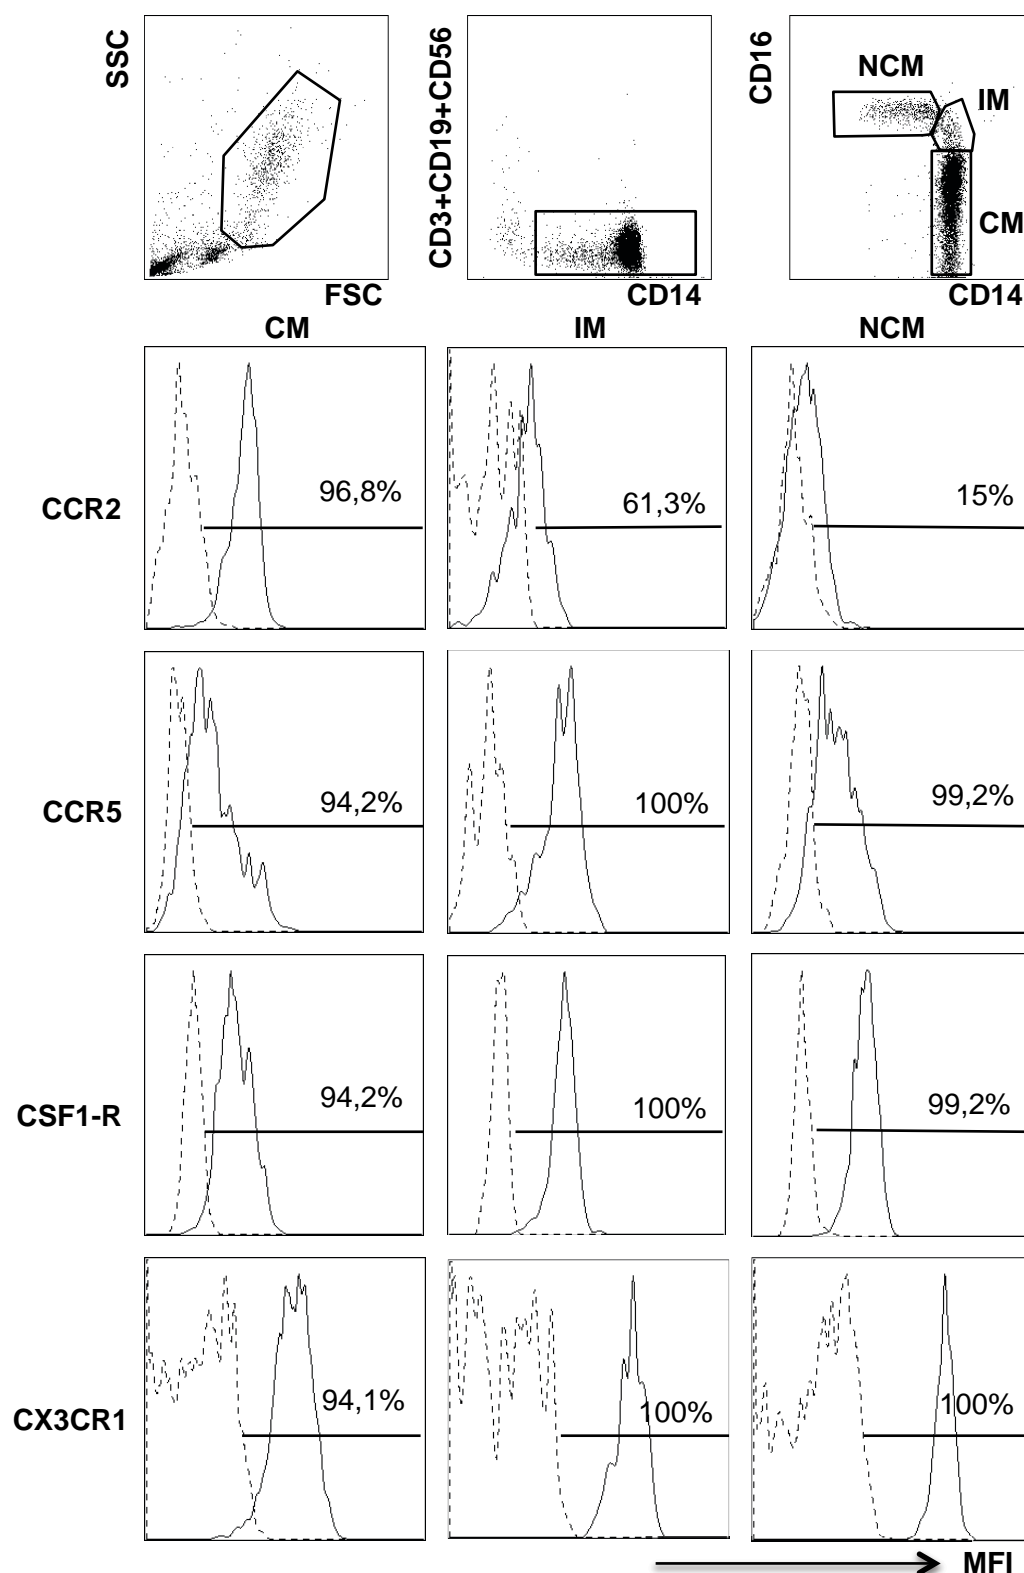 SSC
FSC
CD3+CD19+CD56
CD14
CD16
NCM
IM
CM
CD14
CM
IM
NCM
CCR2
96,8%
61,3%
15%
CCR5
94,2%
100%
99,2%
CSF1-R
94,2%
100%
99,2%
CX3CR1
94,1%
100%
100%
MFI